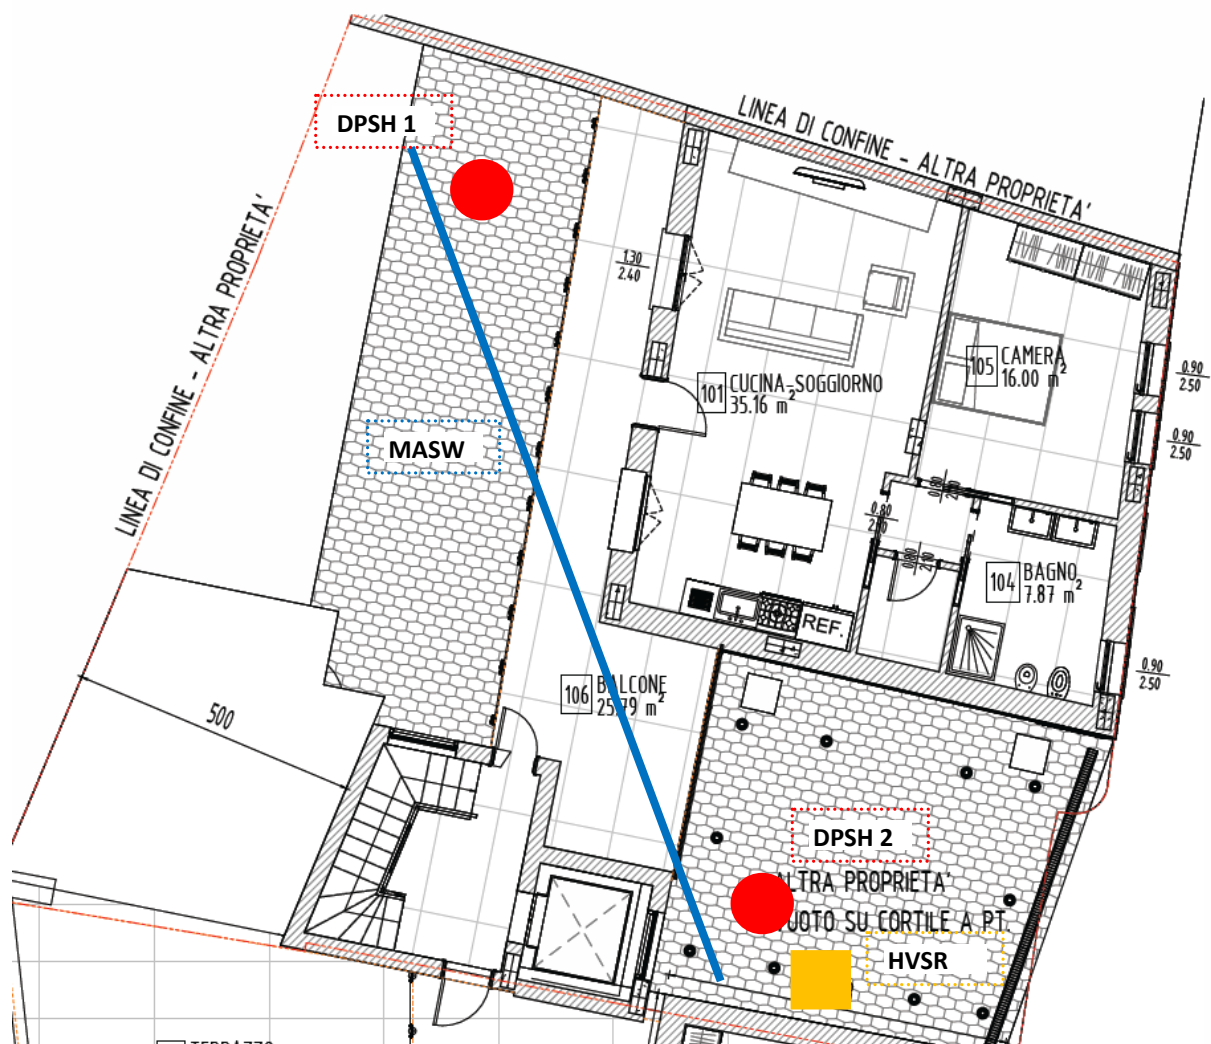 LINEA DI CONFINE - ALTRA PROPRIETA'
DPSH 1
LINEA DI CONFINE - ALTRA PROPRIETA'
1.30
2.40
105 CAMERA
16.00 m²
0.90
2.50
101 CUCINA-SOGGIORNO
35.16 m²
0.90
2.50
MASW
0.80
0.80
0.80
2.10
104 BAGNO
7.87 m²
REF.
0.90
2.50
106 BALCONE
25.79 m²
500
DPSH 2
ALTRA PROPRIETA'
VUOTO SU CORTILE A PT.
HVSR
TERRAZZO